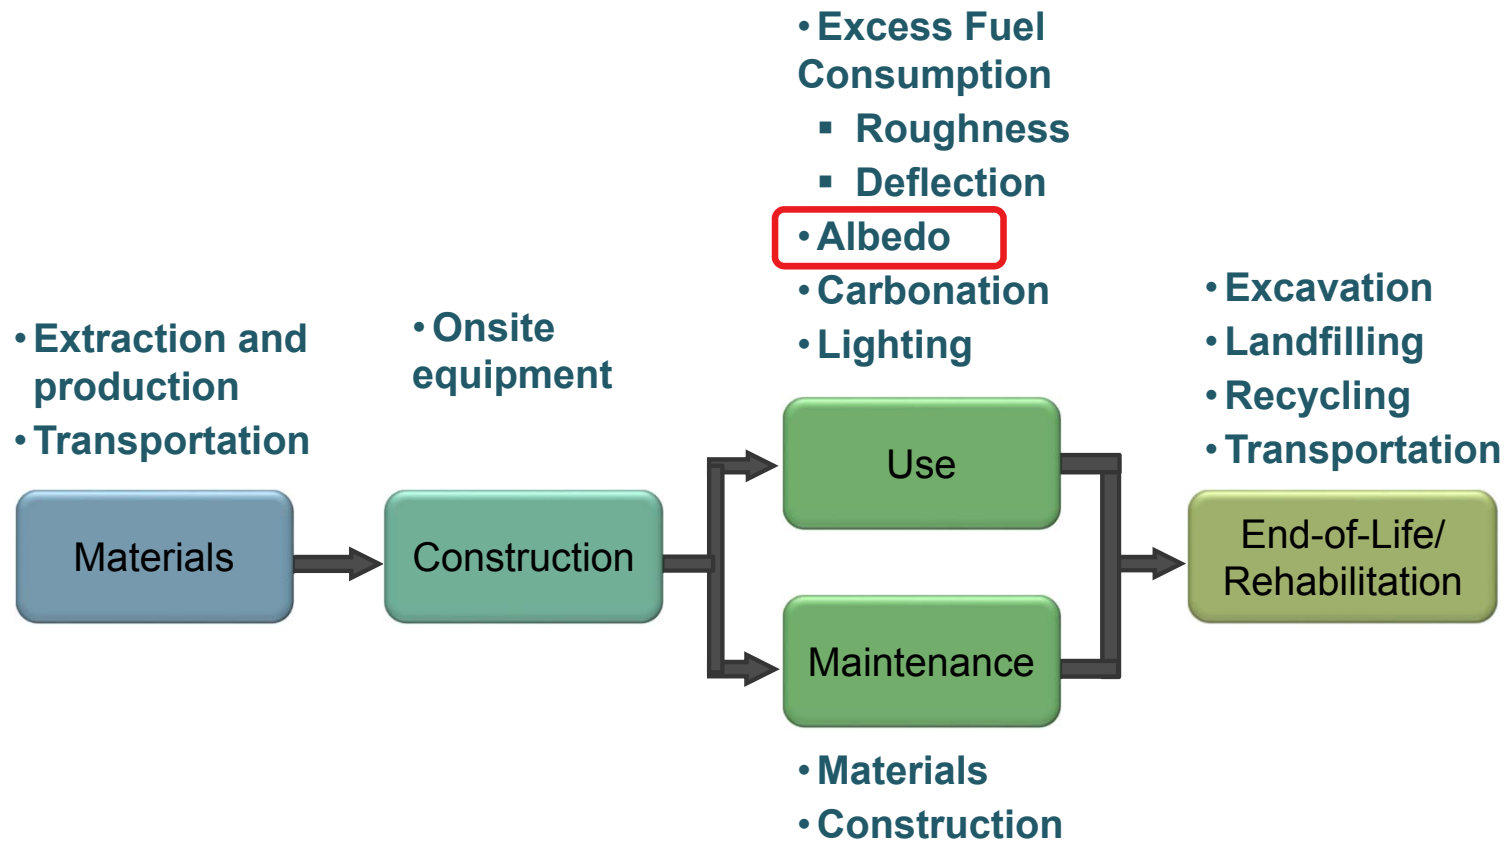 • Excess Fuel
Consumption
▪ Roughness
▪ Deflection
• Albedo
• Carbonation
• Lighting
• Extraction and
production
• Transportation
• Onsite
equipment
• Excavation
• Landfilling
• Recycling
• Transportation
Materials
Construction
Use
Maintenance
End-of-Life/
Rehabilitation
• Materials
• Construction